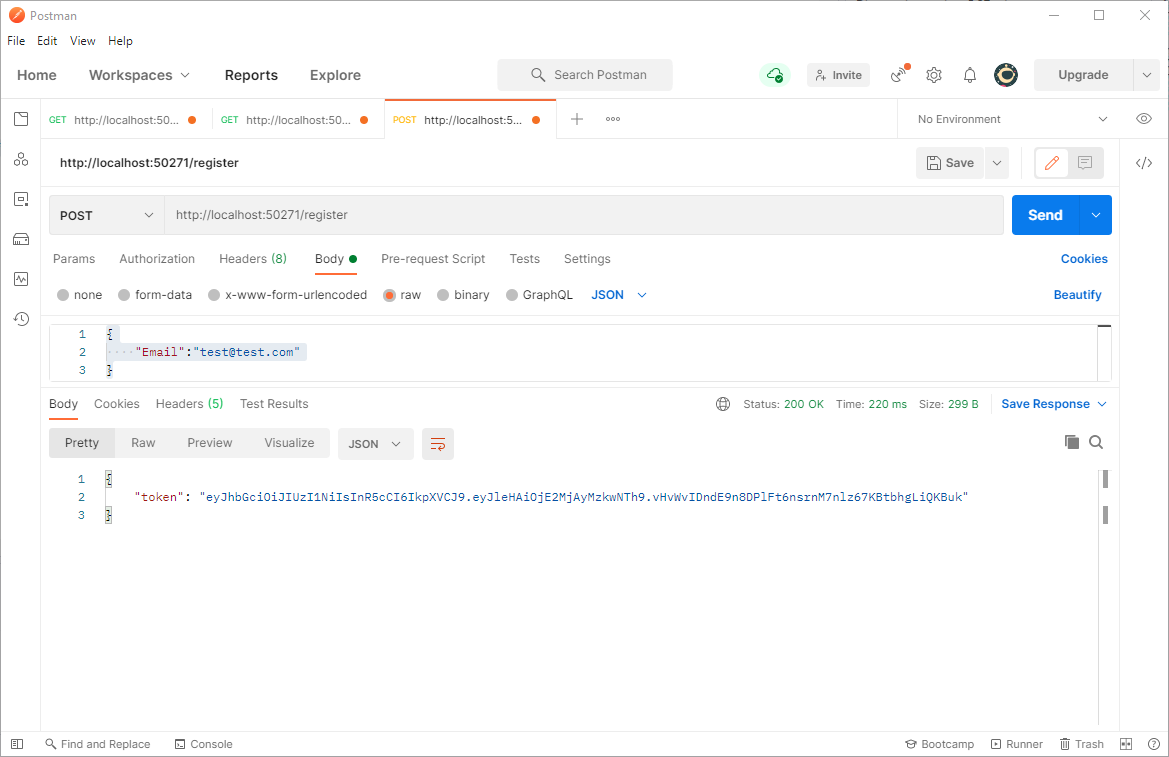 Postman
File Edit View Help
Home Workspaces Reports Explore Search Postman Invite Upgrade
GET http://localhost:50... GET http://localhost:50... POST http://localhost:5... No Environment
http://localhost:50271/register Save
POST http://localhost:50271/register Send
Params Authorization Headers (8) Body Pre-request Script Tests Settings Cookies
none form-data x-www-form-urlencoded raw binary GraphQL JSON Beautify
1 {
2 ····"Email":"test@test.com"
3 }
Body Cookies Headers (5) Test Results Status: 200 OK Time: 220 ms Size: 299 B Save Response
Pretty Raw Preview Visualize JSON
1 {
2 "token": "eyJhbGciOiJIUzI1NiIsInR5cCI6IkpXVCJ9.eyJleHAiOjE2MjAyMzkwNTh9.vHvWvIDndE9n8DPlFt6nsrnM7nlz67KBtbhgLiQKBuk"
3 }
Find and Replace Console Bootcamp Runner Trash